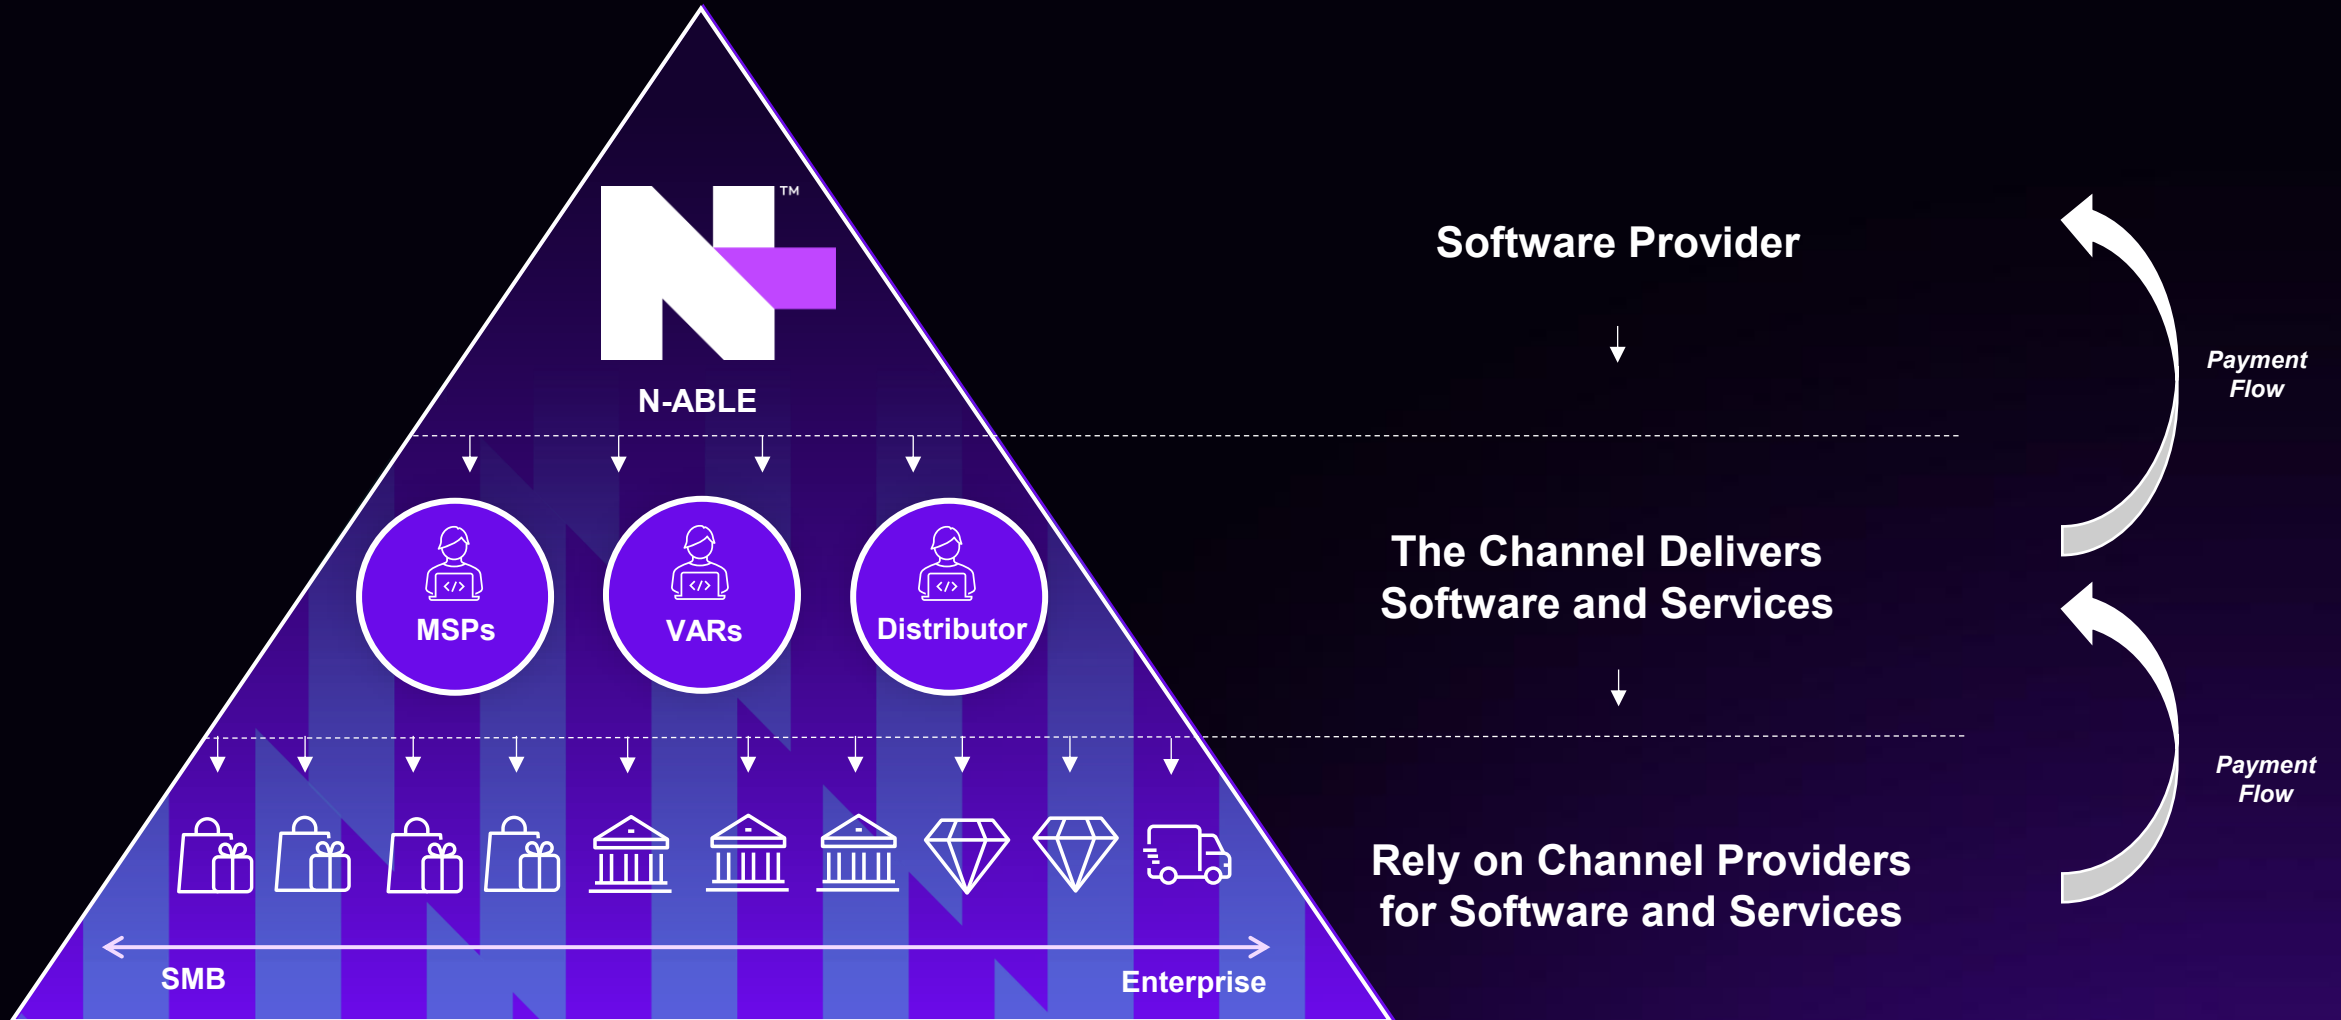 TM
N-ABLE
Software Provider
Payment
Flow
MSPs
VARs
Distributor
The Channel Delivers
Software and Services
Payment
Flow
SMB
Enterprise
Rely on Channel Providers
for Software and Services